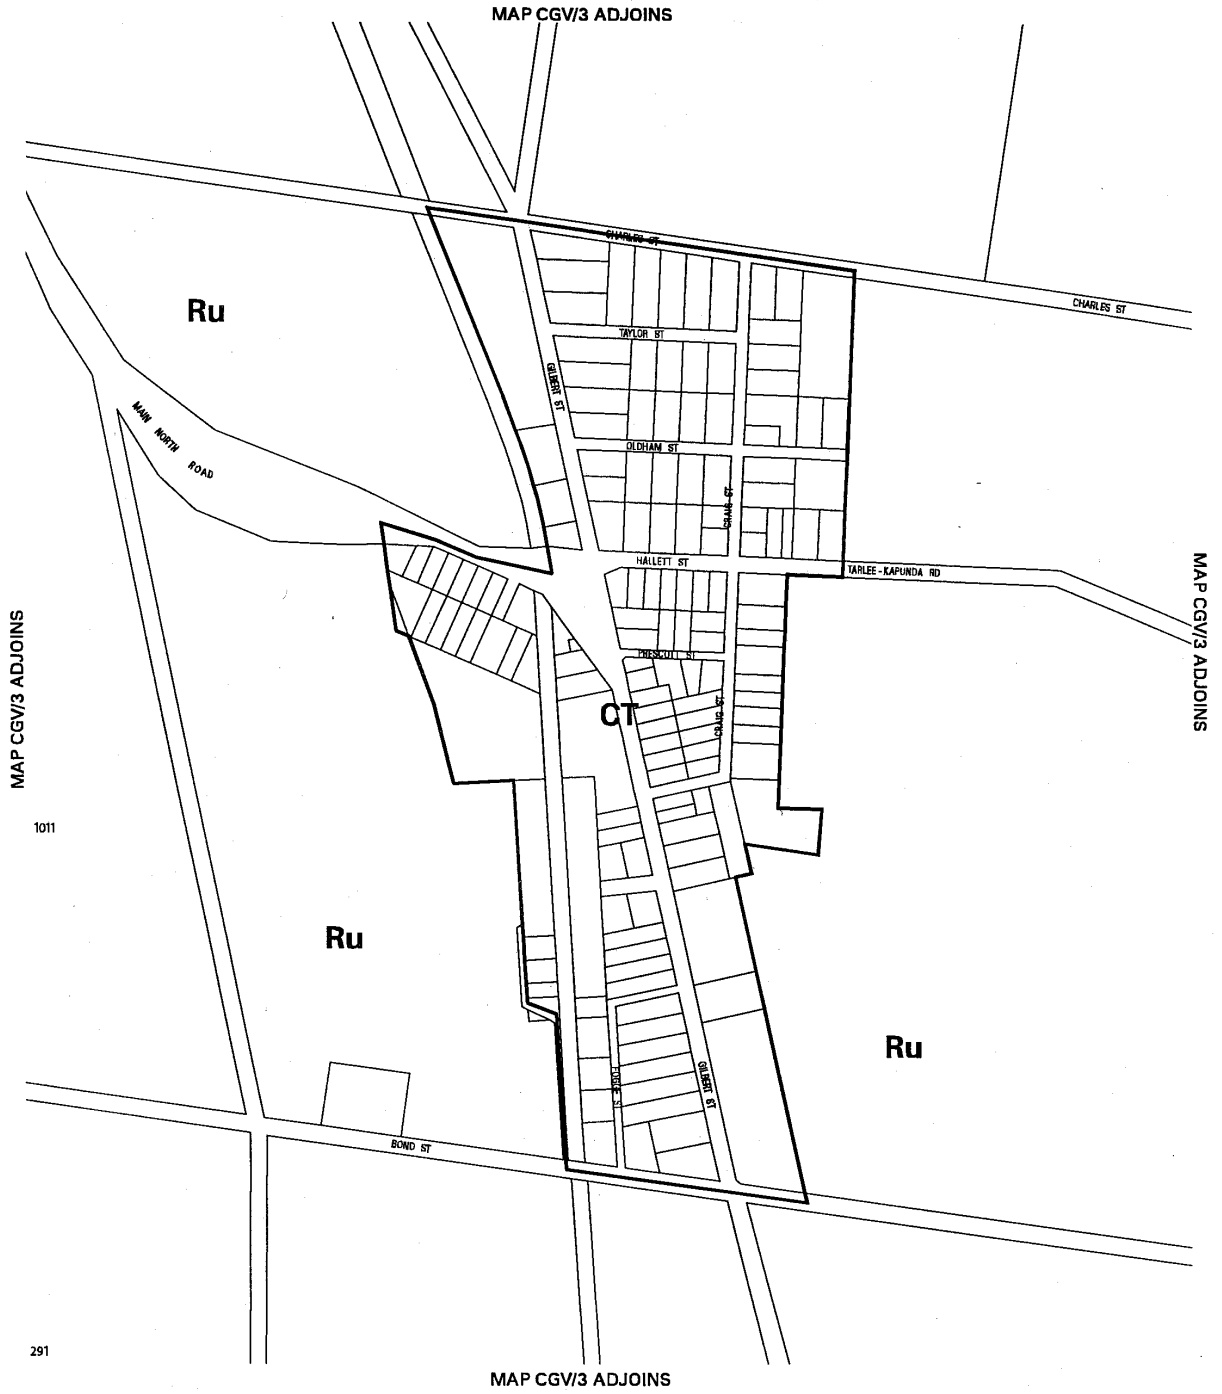 MAP CGV/3 ADJOINS
CHARLES ST
CHARLES ST
Ru
TAYLOR ST
GILBERT ST
MAIN NORTH ROAD
OLDHAM ST
CRAIG ST
HALLETT ST
TARLEE-KAPUNDA RD
MAP CGV/3 ADJOINS
MAP CGV/3 ADJOINS
PRESCOTT ST
CT
CRAIG ST
1011
Ru
Ru
GILBERT ST
BOND ST
291
MAP CGV/3 ADJOINS